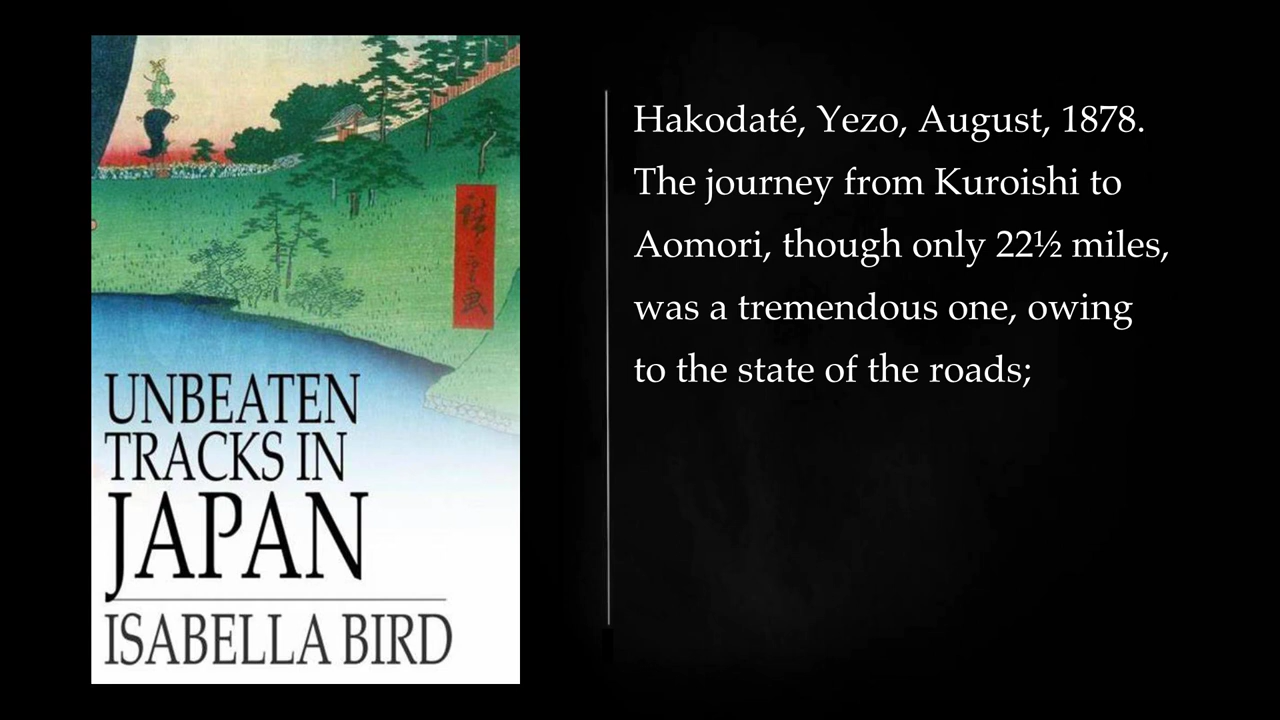 UNBEATEN
TRACKS IN
JAPAN
ISABELLA BIRD
Hakodaté, Yezo, August, 1878.
The journey from Kuroishi to
Aomori, though only 22½ miles,
was a tremendous one, owing
to the state of the roads;